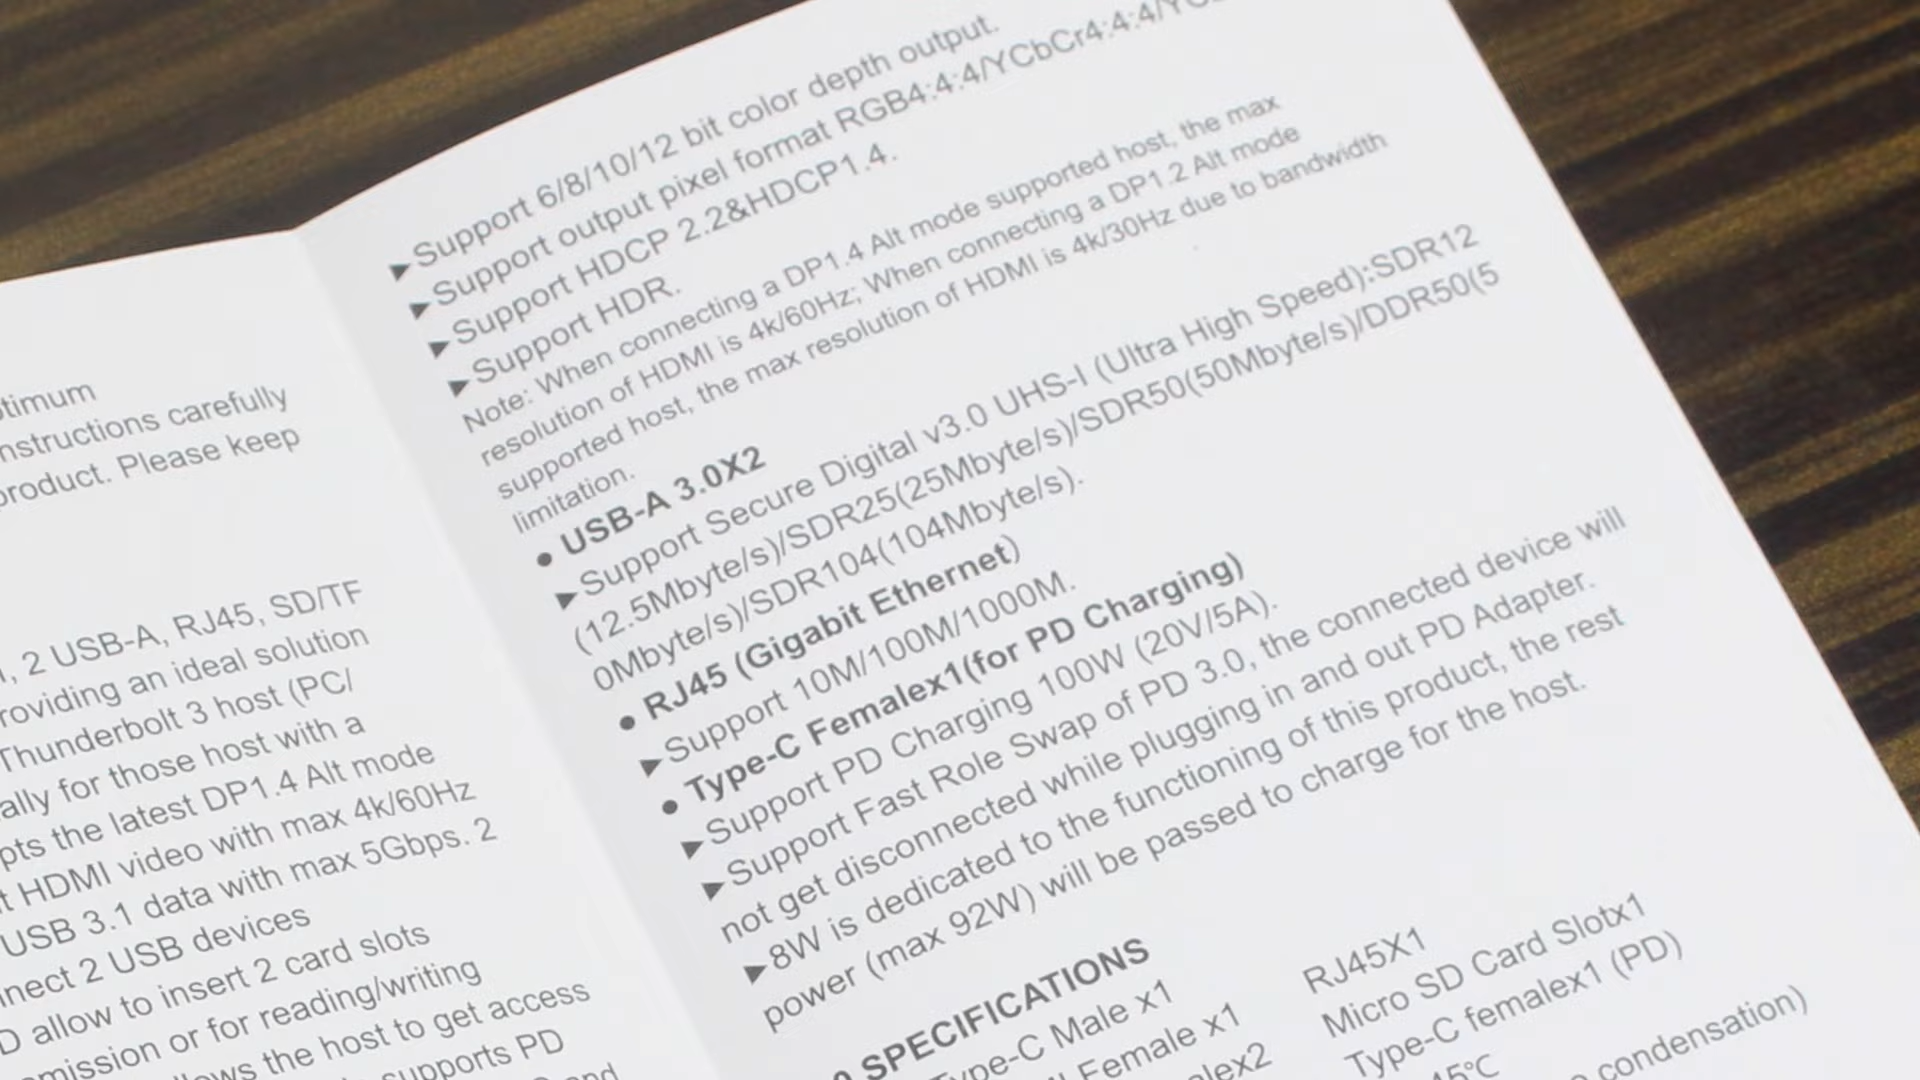 timum
nstructions carefully
product. Please keep
, 2 USB-A, RJ45, SD/TF
roviding an ideal solution
Thunderbolt 3 host (PC/
ally for those host with a
pts the latest DP1.4 Alt mode
t HDMI video with max 4k/60Hz
USB 3.1 data with max 5Gbps. 2
nnect 2 USB devices
D allow to insert 2 card slots
mission or for reading/writing
lows the host to get access
supports PD
and
►Support 6/8/10/12 bit color depth output.
►Support output pixel format RGB4:4:4/YCbCr4:4:4/
►Support HDCP 2.2&HDCP1.4.
►Support HDR.
Note: When connecting a DP1.4 Alt mode supported host, the max
resolution of HDMI is 4k/60Hz; When connecting a DP1.2 Alt mode
supported host, the max resolution of HDMI is 4k/30Hz due to bandwidth
limitation.
● USB-A 3.0X2
►Support Secure Digital v3.0 UHS-I (Ultra High Speed):SDR12
(12.5Mbyte/s)/SDR25(25Mbyte/s)/SDR50(50Mbyte/s)/DDR50(5
0Mbyte/s)/SDR104(104Mbyte/s).
● RJ45 (Gigabit Ethernet)
►Support 10M/100M/1000M.
● Type-C Femalex1(for PD Charging)
►Support PD Charging 100W (20V/5A).
►Support Fast Role Swap of PD 3.0, the connected device will
not get disconnected while plugging in and out PD Adapter.
►8W is dedicated to the functioning of this product, the rest
power (max 92W) will be passed to charge for the host.
SPECIFICATIONS
Type-C Male x1
Female x1
alex2
RJ45X1
Micro SD Card Slotx1
Type-C femalex1 (PD)
45℃
condensation)